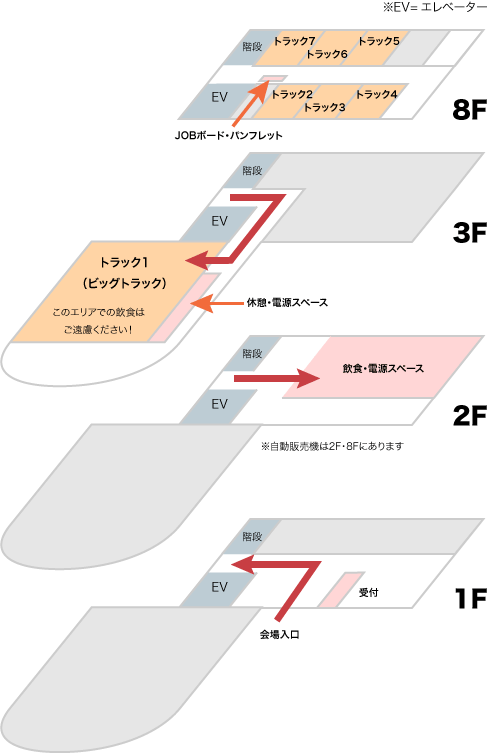 ※EV= エレベーター
階段
トラック7
トラック6
トラック5
EV
トラック2
トラック3
トラック4
8F
JOBボード・パンフレット
階段
EV
3F
トラック1
(ビッグトラック)
このエリアでの飲食は
ご遠慮ください!
休憩・電源スペース
階段
飲食・電源スペース
EV
2F
※自動販売機は2F・8Fにあります
階段
EV
受付
1F
会場入口